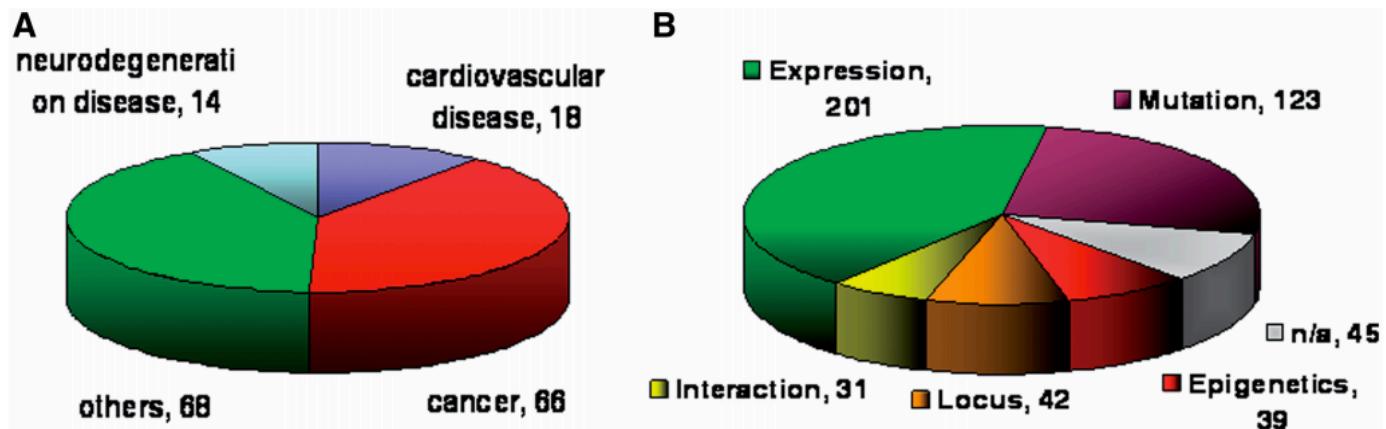 A
neurodegenerati
on disease, 14
cardiovascular
disease, 18
others, 68
cancer, 66
B
Expression,
201
Mutation, 123
n/a, 45
Interaction, 31
Locus, 42
Epigenetics,
39